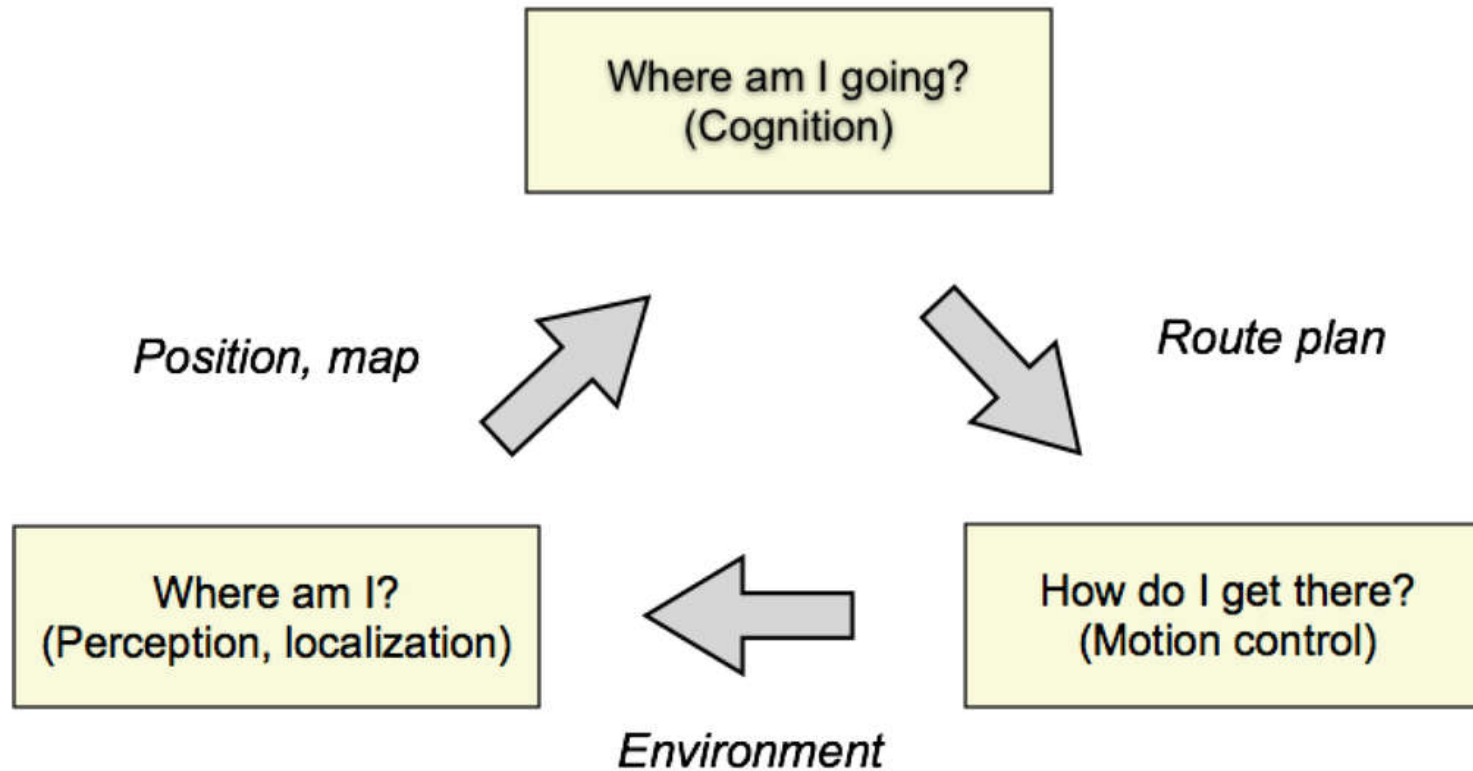 Where am I going?
(Cognition)
Position, map
Route plan
Where am I?
(Perception, localization)
How do I get there?
(Motion control)
Environment